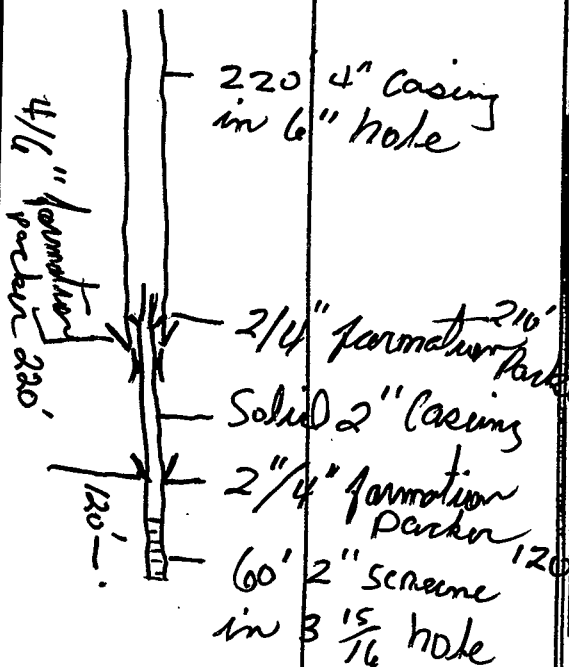 220 4" Casing
in 6" hole
4/6" formation
packer 220'
2/4" formation 210'
Pack
Solid 2" Casing
2"/4" formation
packer 120
120'
60' 2" screene
in 3 15/16 hole